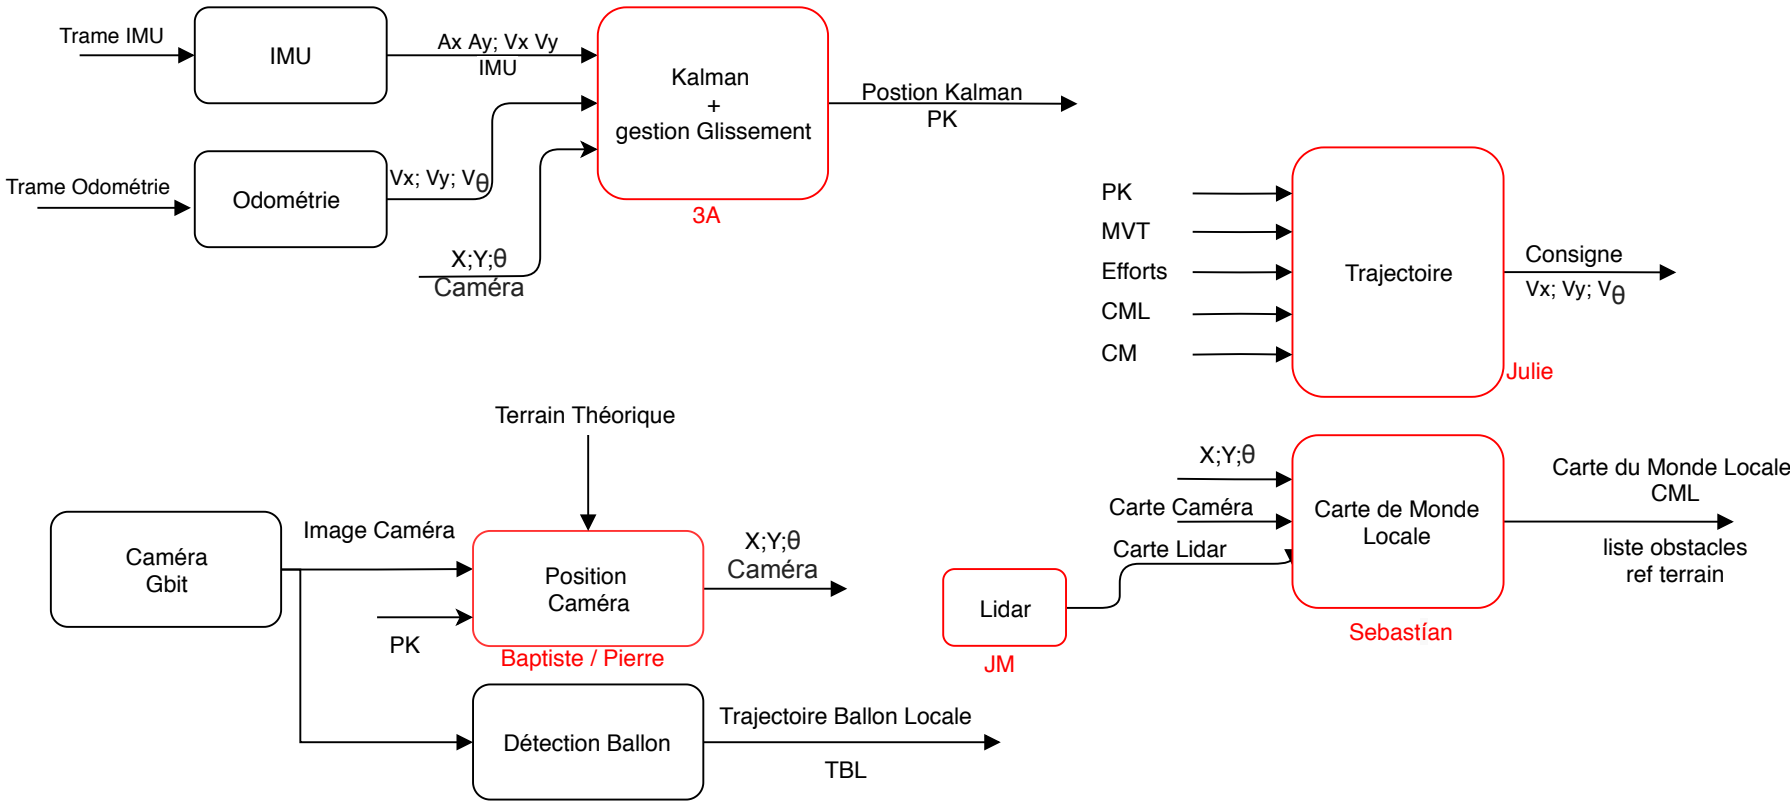 Trame IMU
IMU
Ax Ay; Vx Vy
IMU
Kalman
+
gestion Glissement
3A
Postion Kalman
PK
Trame Odométrie
Odométrie
Vx; Vy; Vθ
X;Y;θ
Caméra
PK
MVT
Efforts
CML
CM
Trajectoire
Julie
Consigne
Vx; Vy; Vθ
Terrain Théorique
Caméra
Gbit
Image Caméra
PK
Position
Caméra
Baptiste / Pierre
X;Y;θ
Caméra
Détection Ballon
Trajectoire Ballon Locale
TBL
X;Y;θ
Carte Caméra
Carte Lidar
Lidar
JM
Carte de Monde
Locale
Sebastían
Carte du Monde Locale
CML
liste obstacles
ref terrain